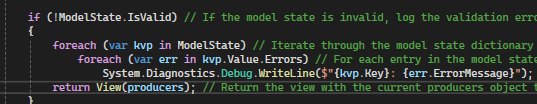 if (!ModelState.IsValid) // If the model state is invalid, log the validation erro
{
foreach (var kvp in ModelState) // Iterate through the model state dictionary
foreach (var err in kvp.Value.Errors) // For each entry in the model state
System.Diagnostics.Debug.WriteLine($"{kvp.Key}: {err.ErrorMessage}");
return View(producers); // Return the view with the current producers object t
}